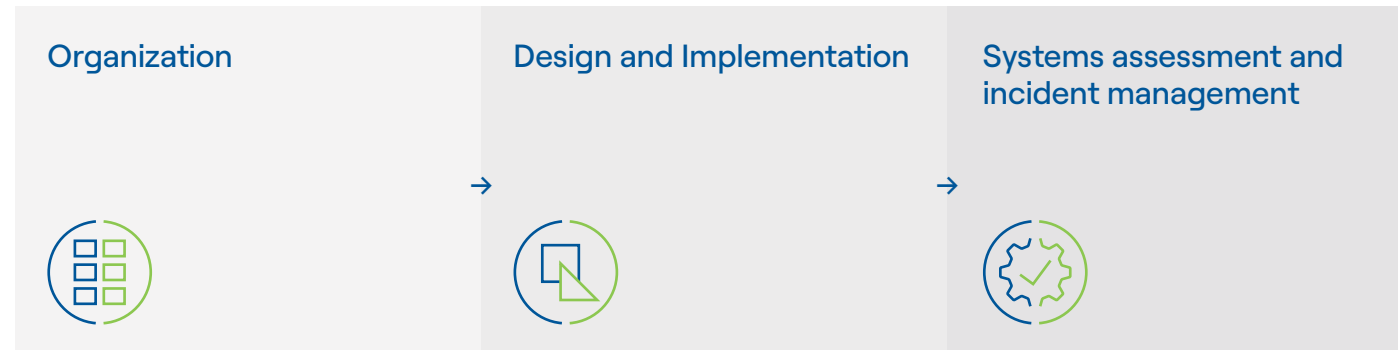 Organization
Design and Implementation
Systems assessment and
incident management